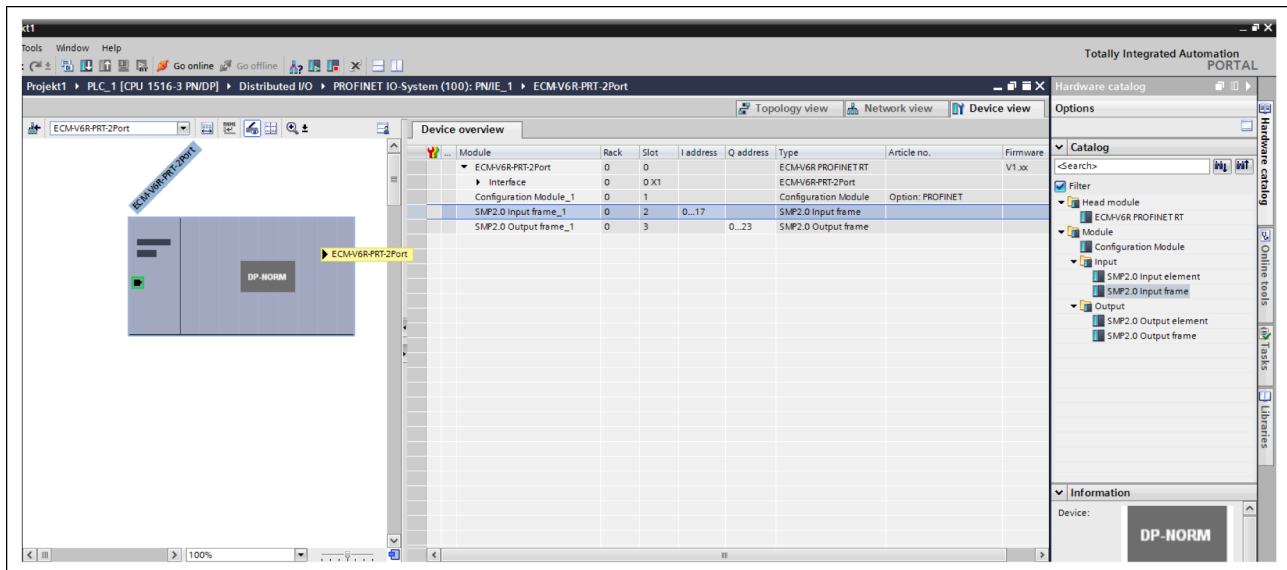 kt1
Tools Window Help
Go online Go offline
Totally Integrated Automation
PORTAL
Projekt1 PLC_1 [CPU 1516-3 PN/DP] Distributed I/O PROFINET IO-System (100): PN/IE_1 ECM-V6R-PRT-2Port
Hardware catalog
Topology view Network view Device view
Options
ECM-V6R-PRT-2Port
Device overview
... Module Rack Slot I address Q address Type Article no. Firmware
ECM-V6R-PRT-2Port 0 0 ECM-V6R PROFINET RT V1.xx
Interface 0 0 X1 ECM-V6R-PRT-2Port
Configuration Module_1 0 1 Configuration Module Option: PROFINET
SMP2.0 Input frame_1 0 2 0...17 SMP2.0 Input frame
SMP2.0 Output frame_1 0 3 0...23 SMP2.0 Output frame
ECM-V6R-PRT-2Port
ECM-V6R-PRT-2Port
DP-NORM
100%
Catalog
<Search>
Filter
Head module
ECM-V6R PROFINET RT
Module
Configuration Module
Input
SMP2.0 Input element
SMP2.0 Input frame
Output
SMP2.0 Output element
SMP2.0 Output frame
Information
Device:
DP-NORM
Hardware catalog
Online tools
Tasks
Libraries